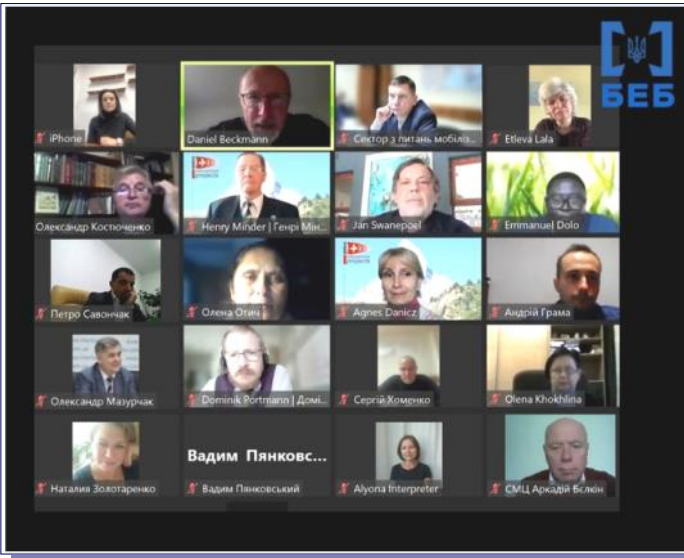 БЕБ
iPhone
Daniel Beckmann
Сектор з питань мобіло...
Etleva Lala
Олександр Костюченко
Henry Minder | Генрі Мін...
Jan Swanepoel
Emmanuel Dolo
Петро Савончак
Олена Отич
Agnes Danicz
Андрій Грама
Олександр Мазурчак
Dominik Portmann | Домі...
Сергій Хоменко
Olena Khokhlina
Наталия Золотаренко
Вадим Пянковс...
Вадим Пянковський
Alyona Interpreter
СМЦ Аркадій Бєлкін